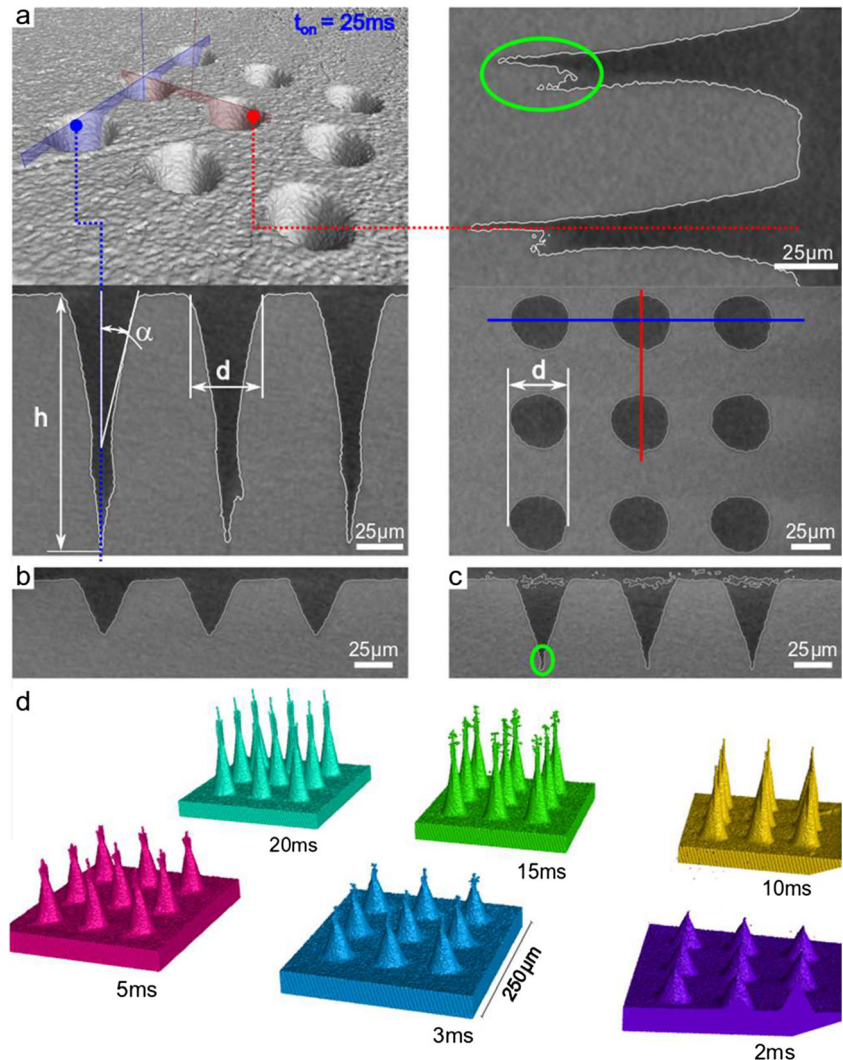 a
t_on = 25ms
25µm
α
h
d
25µm
d
25µm
b
25µm
c
25µm
d
20ms
15ms
10ms
5ms
3ms
250µm
2ms